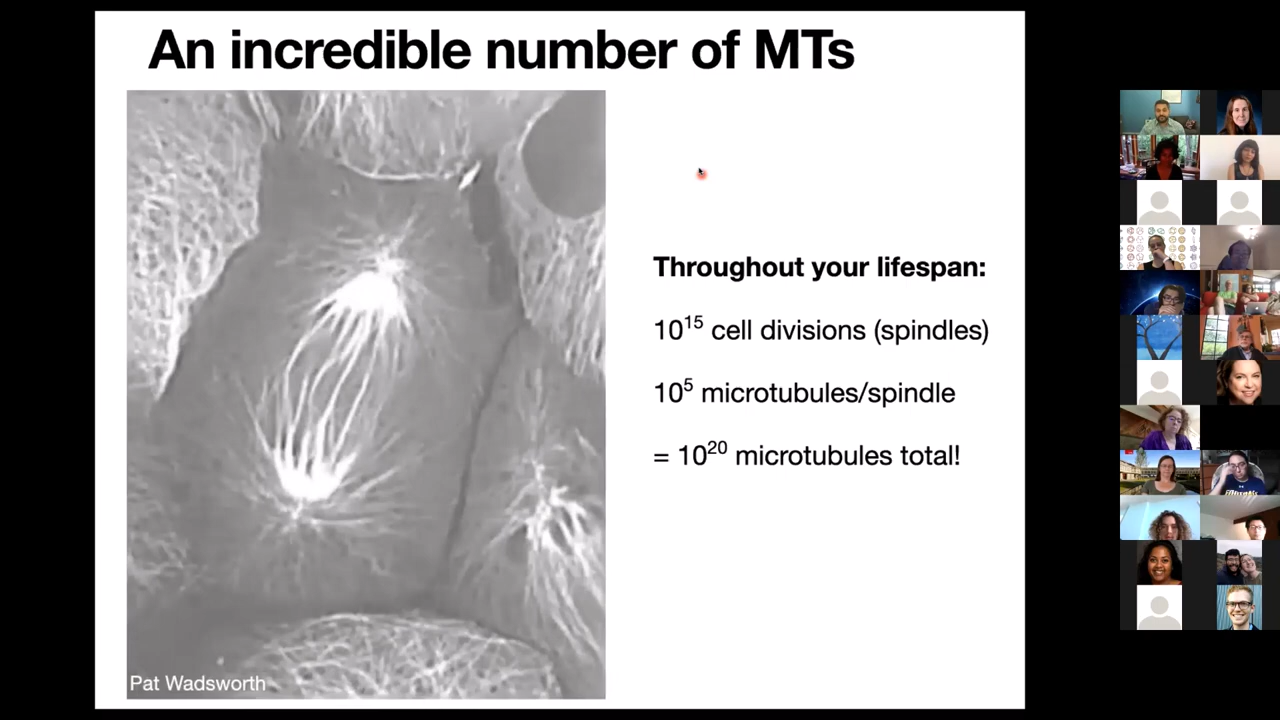 An incredible number of MTs
Throughout your lifespan:
10¹⁵ cell divisions (spindles)
10⁵ microtubules/spindle
= 10²⁰ microtubules total!
Pat Wadsworth